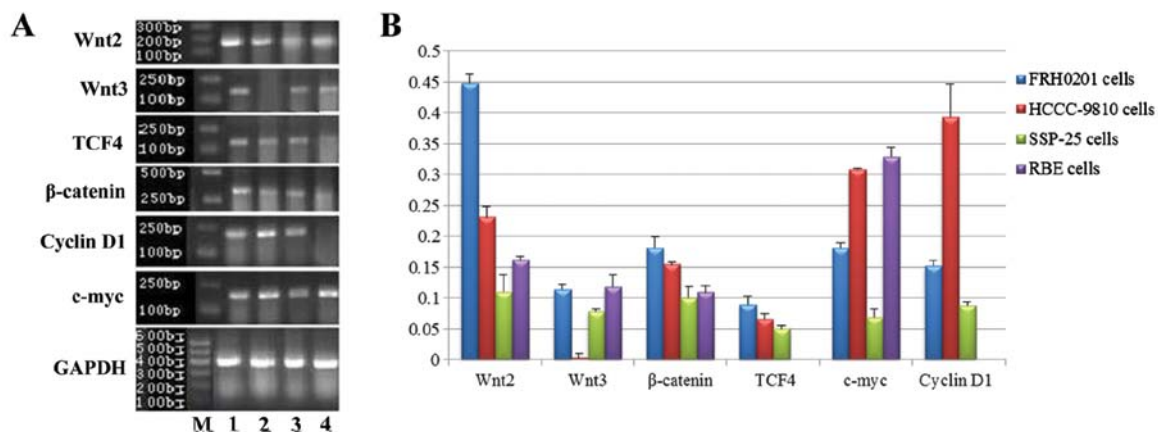 A
Wnt2
300bp
200bp
100bp
Wnt3
250bp
100bp
TCF4
250bp
100bp
β-catenin
500bp
250bp
Cyclin D1
250bp
100bp
c-myc
250bp
100bp
GAPDH
M 1 2 3 4
B
0.5
0.45
0.4
0.35
0.3
0.25
0.2
0.15
0.1
0.05
0
Wnt2 Wnt3 β-catenin TCF4 c-myc Cyclin D1
FRH0201 cells
HCCC-9810 cells
SSP-25 cells
RBE cells